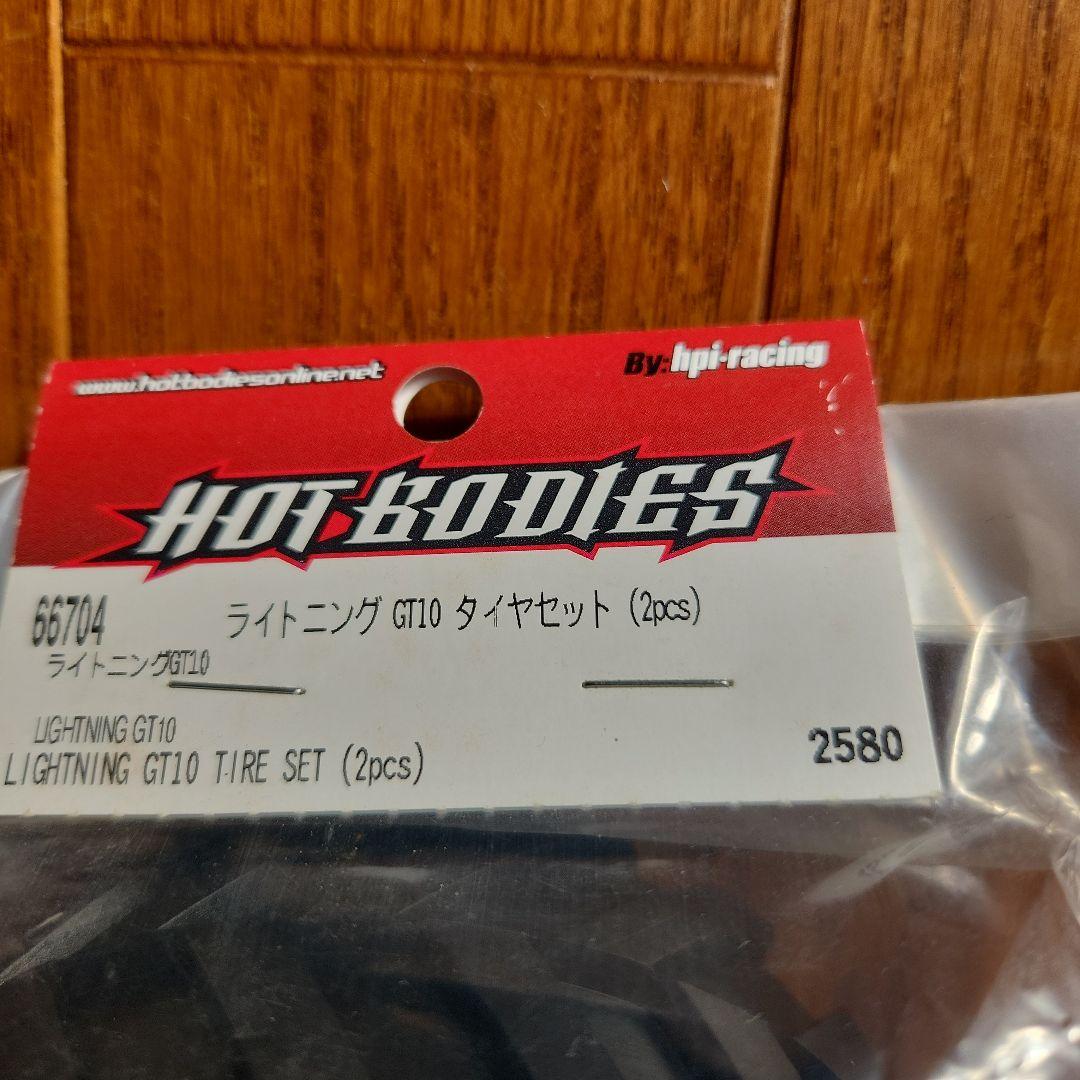 www.hotbodiesonline.net
By:hpi·racing
HOT BODIES
66704 ライトニング GT10 タイヤセット (2pcs)
ライトニングGT10
LIGHTNING GT10
LIGHTNING GT10 TIRE SET (2pcs)
2580